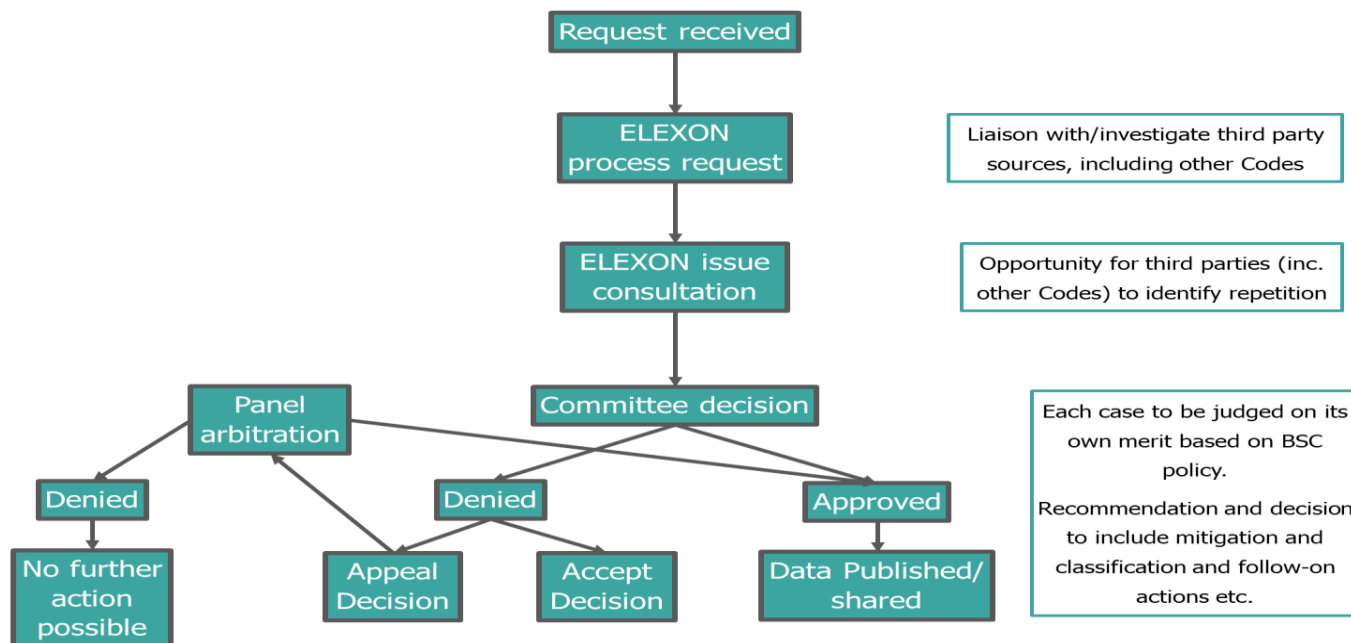 Request received
ELEXON
process request
Liaison with/investigate third party
sources, including other Codes
ELEXON issue
consultation
Opportunity for third parties (inc.
other Codes) to identify repetition
Panel
arbitration
Committee decision
Each case to be judged on its
own merit based on BSC
policy.
Recommendation and decision
to include mitigation and
classification and follow-on
actions etc.
Denied
Denied
Approved
No further
action
possible
Appeal
Decision
Accept
Decision
Data Published/
shared